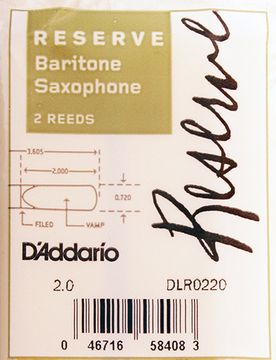 RESERVE
Baritone
Saxophone
2 REEDS
3.605
2.000
0.720
FILED
VAMP
Reserve
D'Addario
2.0 DLR0220
0 46716 58408 3